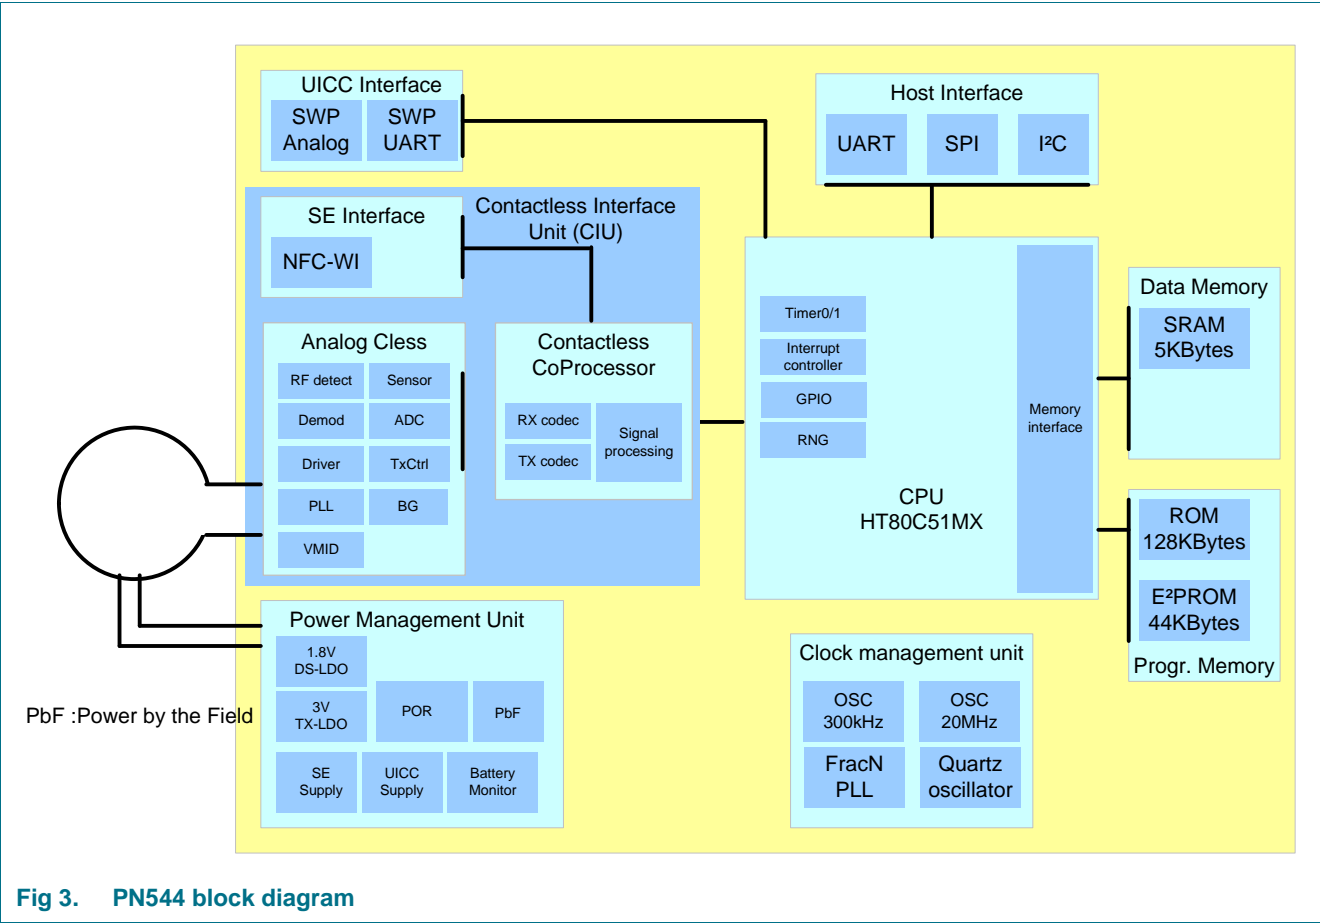 UICC Interface
SWP
Analog
SWP
UART
Host Interface
UART
SPI
I²C
SE Interface
NFC-WI
Contactless Interface
Unit (CIU)
Analog Cless
RF detect
Sensor
Demod
ADC
Driver
TxCtrl
PLL
BG
VMID
Contactless
CoProcessor
RX codec
TX codec
Signal
processing
Timer0/1
Interrupt
controller
GPIO
RNG
CPU
HT80C51MX
Memory
interface
Data Memory
SRAM
5KBytes
ROM
128KBytes
E²PROM
44KBytes
Progr. Memory
Power Management Unit
1.8V
DS-LDO
3V
TX-LDO
POR
PbF
SE
Supply
UICC
Supply
Battery
Monitor
PbF :Power by the Field
Clock management unit
OSC
300kHz
OSC
20MHz
FracN
PLL
Quartz
oscillator
Fig 3. PN544 block diagram